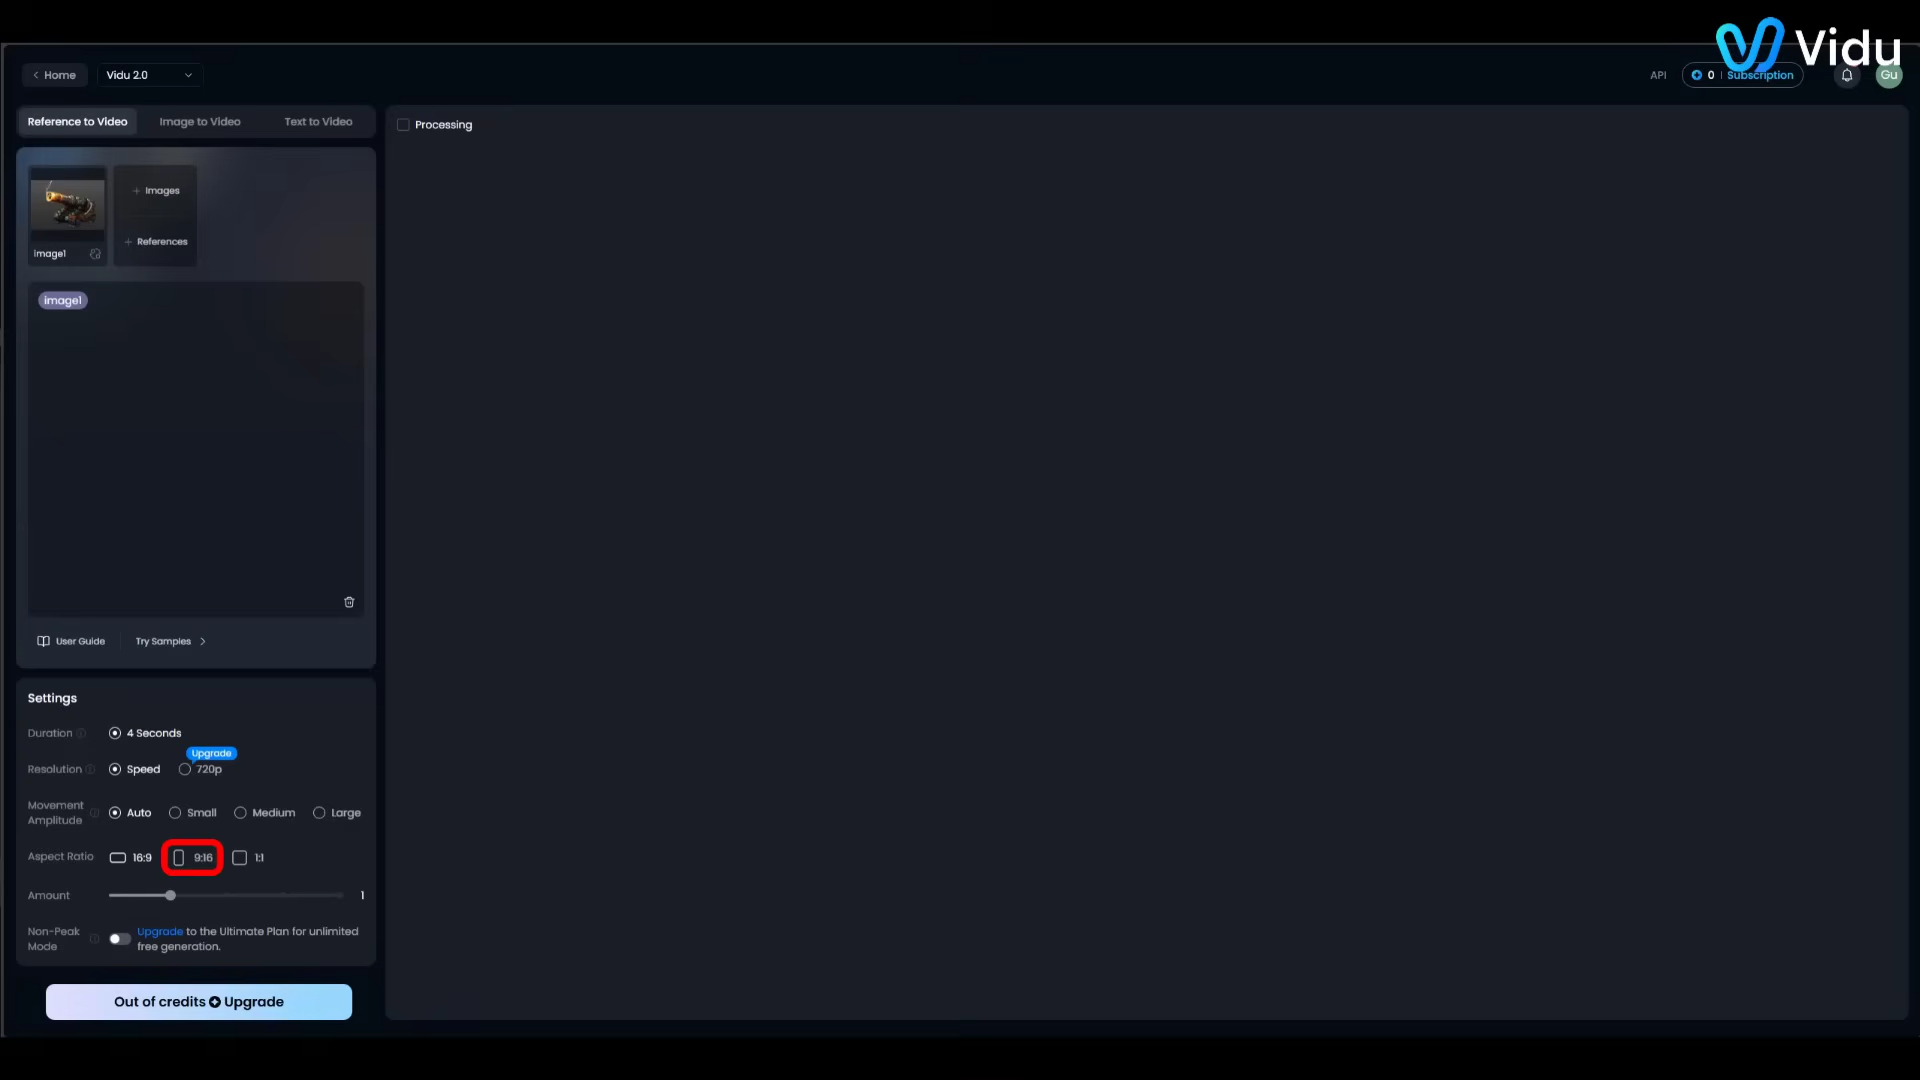 Vidu
Home
Vidu 2.0
API
0 | Subscription
Gu
Reference to Video
Image to Video
Text to Video
Processing
+ Images
+ References
image1
image1
User Guide
Try Samples
Settings
Duration
4 Seconds
Upgrade
Resolution
Speed
720p
Movement
Amplitude
Auto
Small
Medium
Large
Aspect Ratio
16:9
9:16
1:1
Amount
1
Non-Peak
Mode
Upgrade to the Ultimate Plan for unlimited
free generation.
Out of credits Upgrade